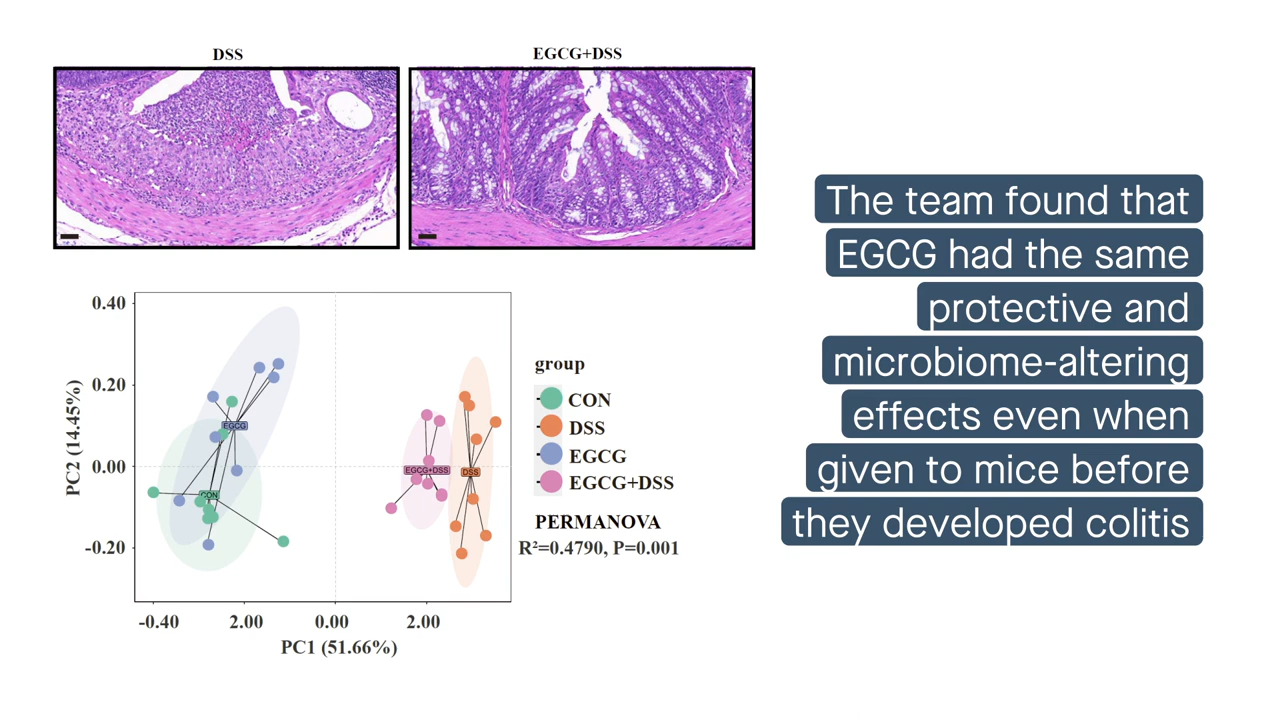 DSS
EGCG+DSS
0.40
0.20
0.00
-0.20
PC2 (14.45%)
EGCG
CON
EGCG+DSS
DSS
-0.40
2.00
0.00
2.00
PC1 (51.66%)
group
CON
DSS
EGCG
EGCG+DSS
PERMANOVA
R²=0.4790, P=0.001
The team found that
EGCG had the same
protective and
microbiome-altering
effects even when
given to mice before
they developed colitis